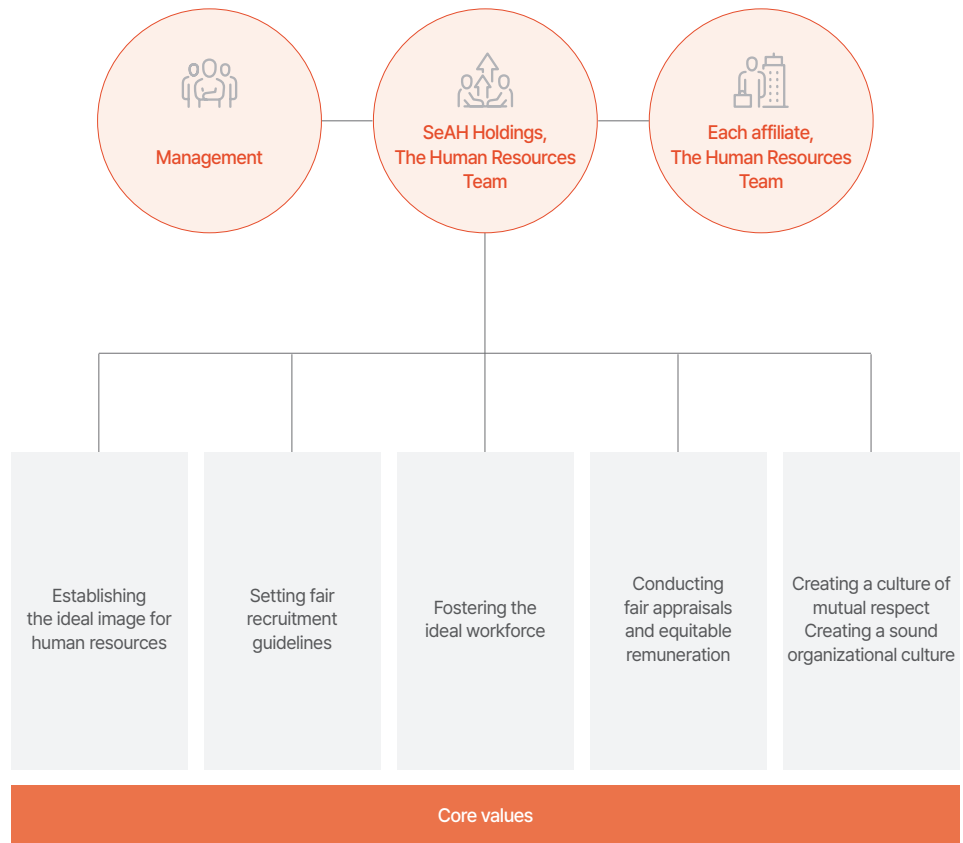 Management
SeAH Holdings,
The Human Resources
Team
Each affiliate,
The Human Resources
Team
Establishing
the ideal image for
human resources
Setting fair
recruitment
guidelines
Fostering the
ideal workforce
Conducting
fair appraisals
and equitable
remuneration
Creating a culture of
mutual respect
Creating a sound
organizational culture
Core values